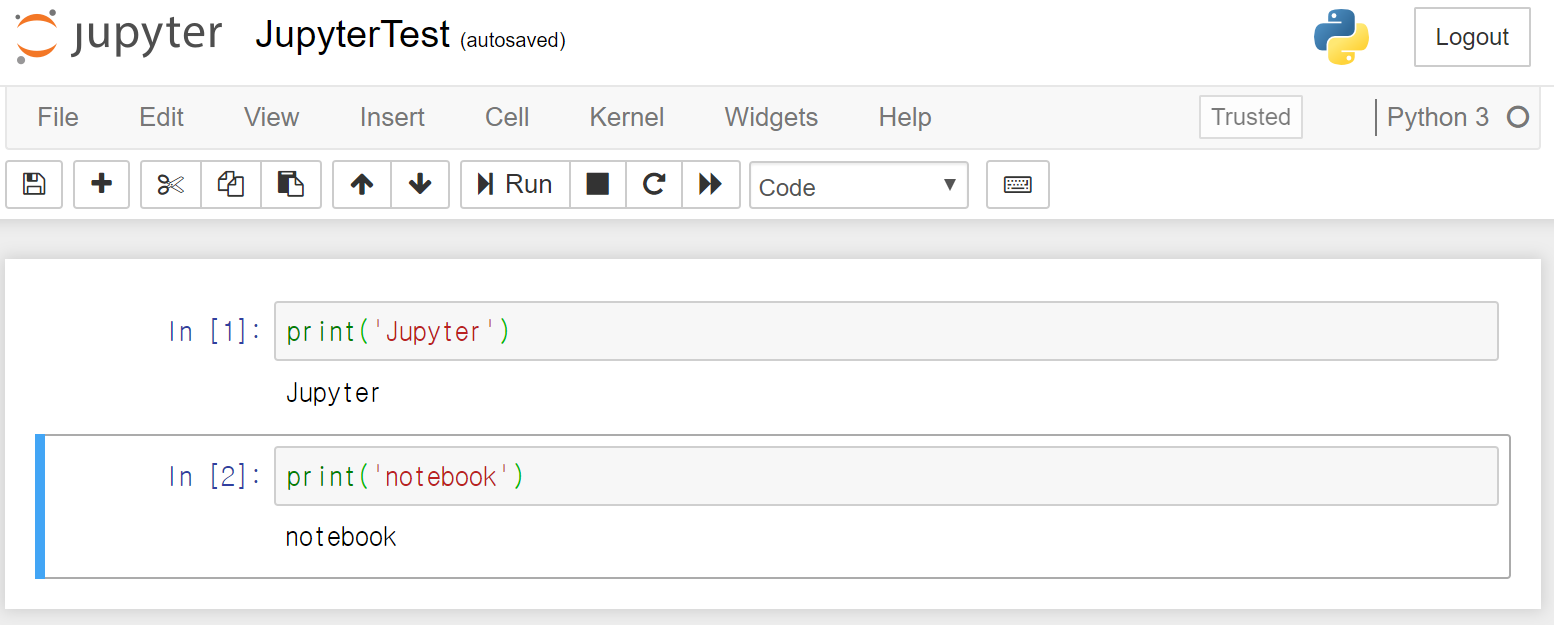 jupyter JupyterTest (autosaved) Logout
File Edit View Insert Cell Kernel Widgets Help Trusted Python 3
Run Code
In [1]: print('Jupyter')
Jupyter
In [2]: print('notebook')
notebook